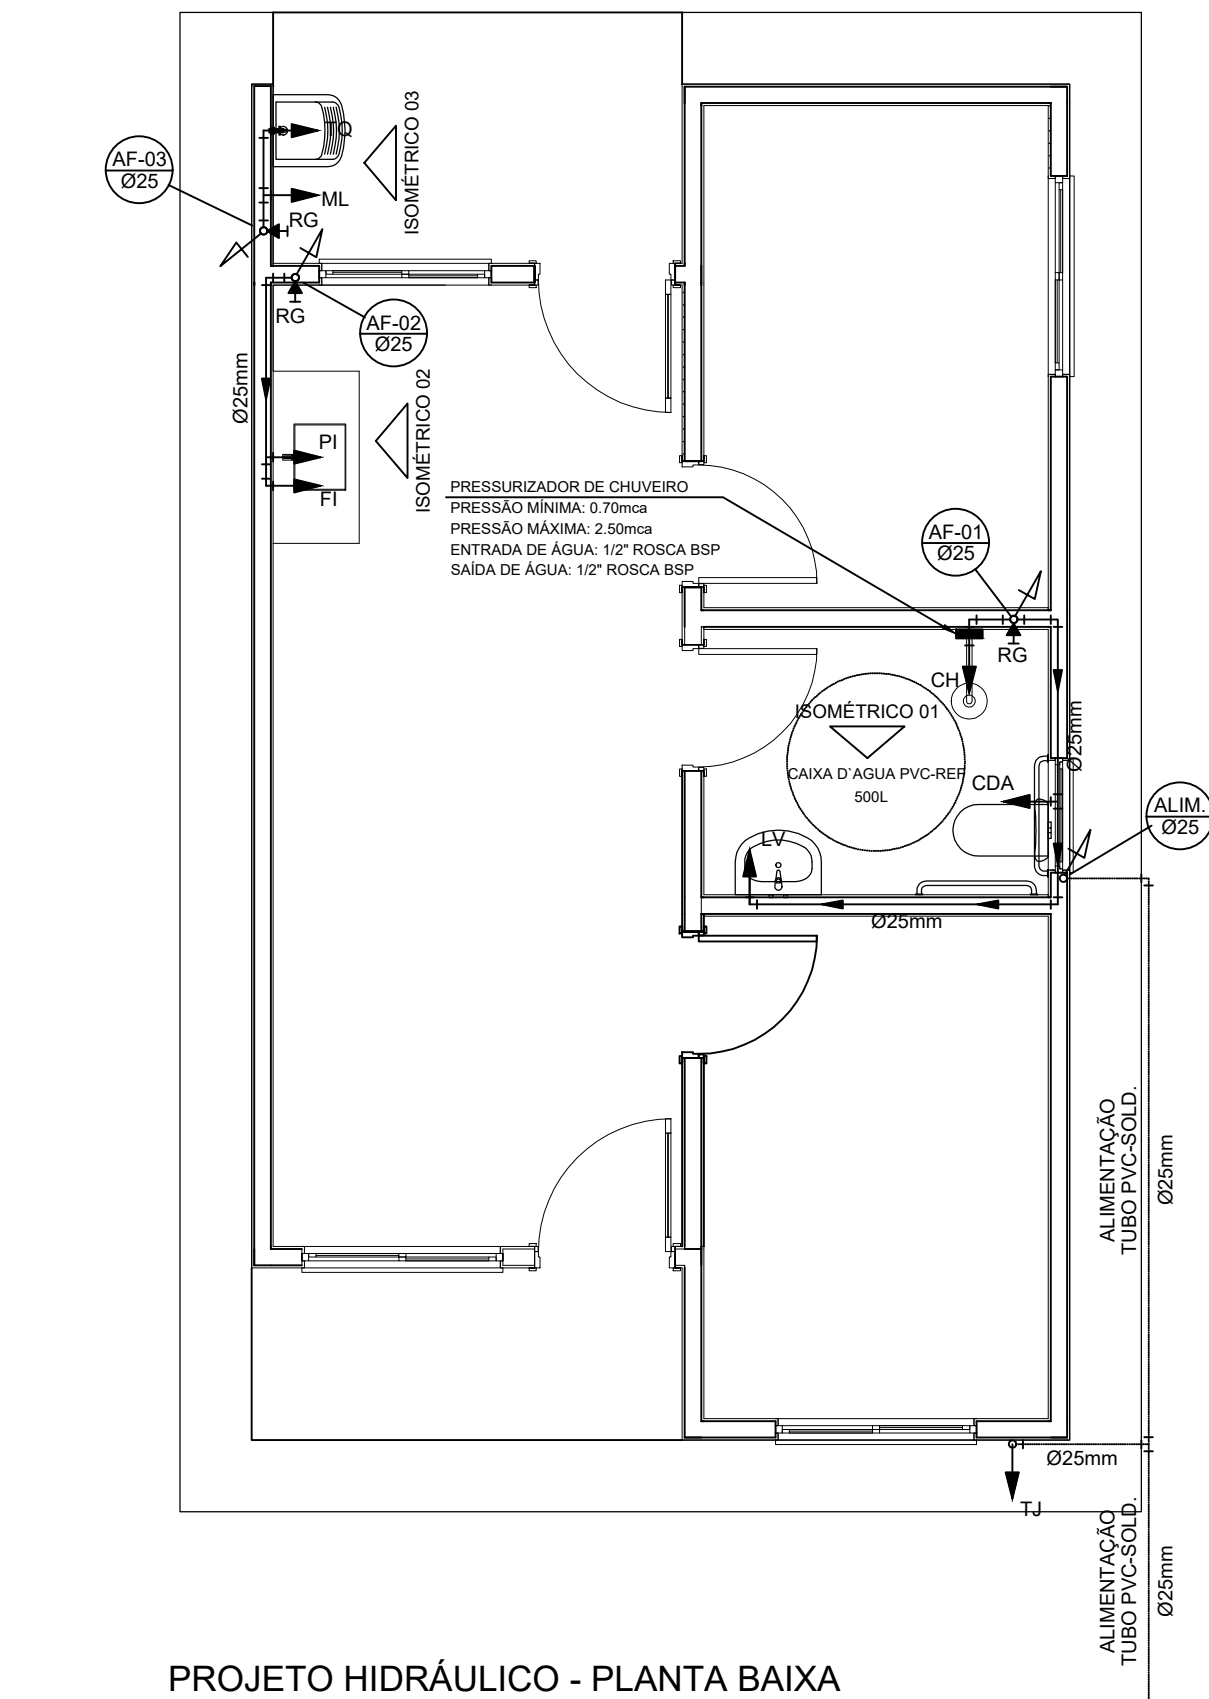 ISOMÉTRICO 03
TQ
AF-03
Ø25
ML
RG
RG
AF-02
Ø25
Ø25mm
ISOMÉTRICO 02
PI
FI
PRESSURIZADOR DE CHUVEIRO
PRESSÃO MÍNIMA: 0.70mca
PRESSÃO MÁXIMA: 2.50mca
ENTRADA DE ÁGUA: 1/2" ROSCA BSP
SAÍDA DE ÁGUA: 1/2" ROSCA BSP
AF-01
Ø25
RG
CH
ISOMÉTRICO 01
Ø25mm
CAIXA D`AGUA PVC-REF
500L
CDA
ALIM.
Ø25
LV
Ø25mm
ALIMENTAÇÃO
TUBO PVC-SOLD.
Ø25mm
Ø25mm
TJ
ALIMENTAÇÃO
TUBO PVC-SOLD.
Ø25mm
PROJETO HIDRÁULICO - PLANTA BAIXA